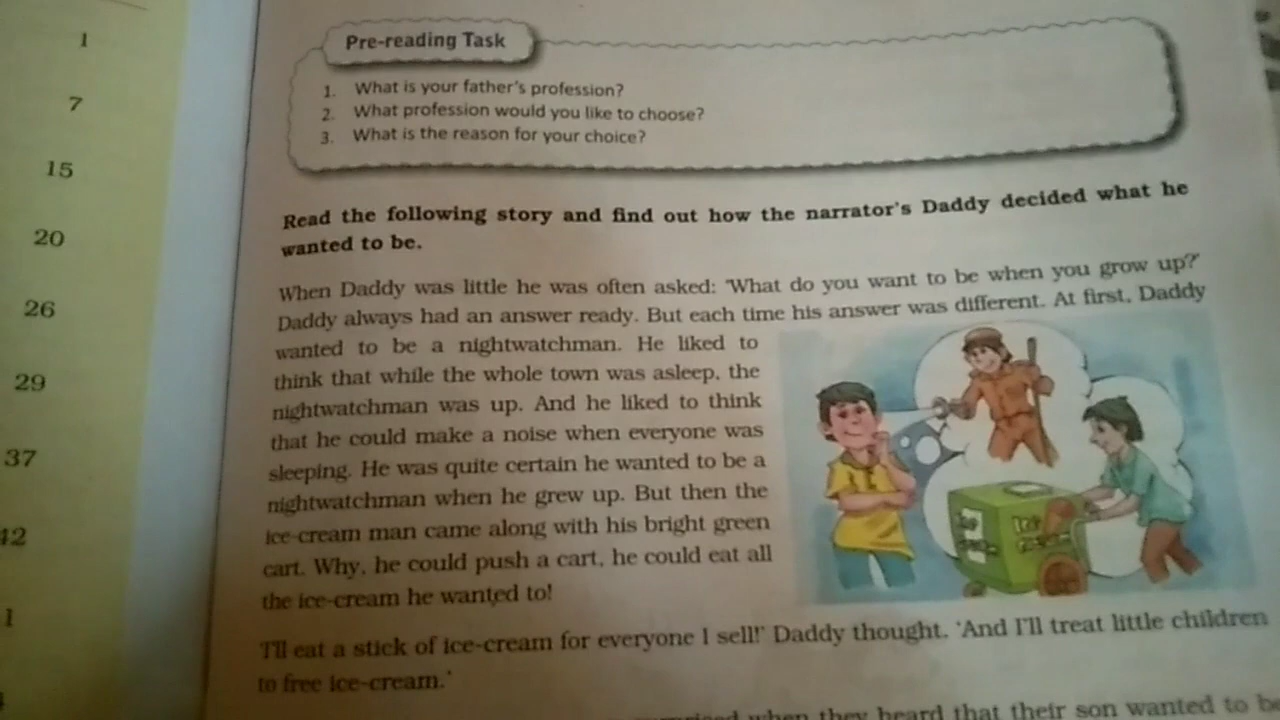 1
7
15
20
26
29
37
42
1
Pre-reading Task
1. What is your father's profession?
2. What profession would you like to choose?
3. What is the reason for your choice?
Read the following story and find out how the narrator's Daddy decided what he
wanted to be.
When Daddy was little he was often asked: 'What do you want to be when you grow up?'
Daddy always had an answer ready. But each time his answer was different. At first, Daddy
wanted to be a nightwatchman. He liked to
think that while the whole town was asleep, the
nightwatchman was up. And he liked to think
that he could make a noise when everyone was
sleeping. He was quite certain he wanted to be a
nightwatchman when he grew up. But then the
ice-cream man came along with his bright green
cart. Why, he could push a cart, he could eat all
the ice-cream he wanted to!
'I'll eat a stick of ice-cream for everyone I sell!' Daddy thought. 'And I'll treat little children
to free ice-cream.'
when they heard that their son wanted to be